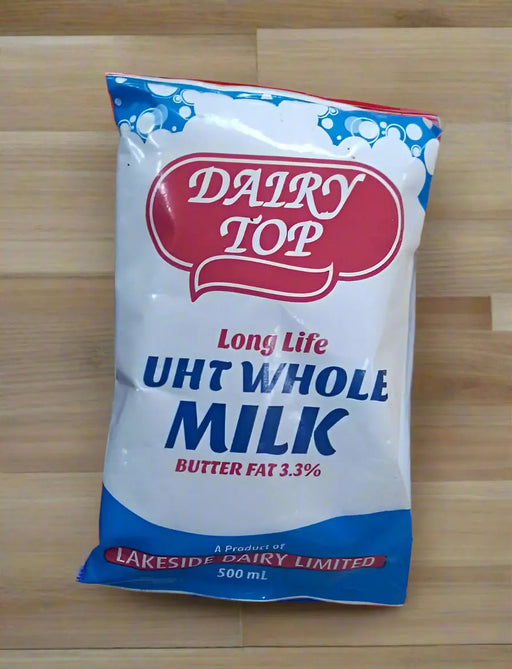 DAIRY
TOP
Long Life
UHT WHOLE
MILK
BUTTER FAT 3.3%
A Product of
LAKESIDE DAIRY LIMITED
500 mL